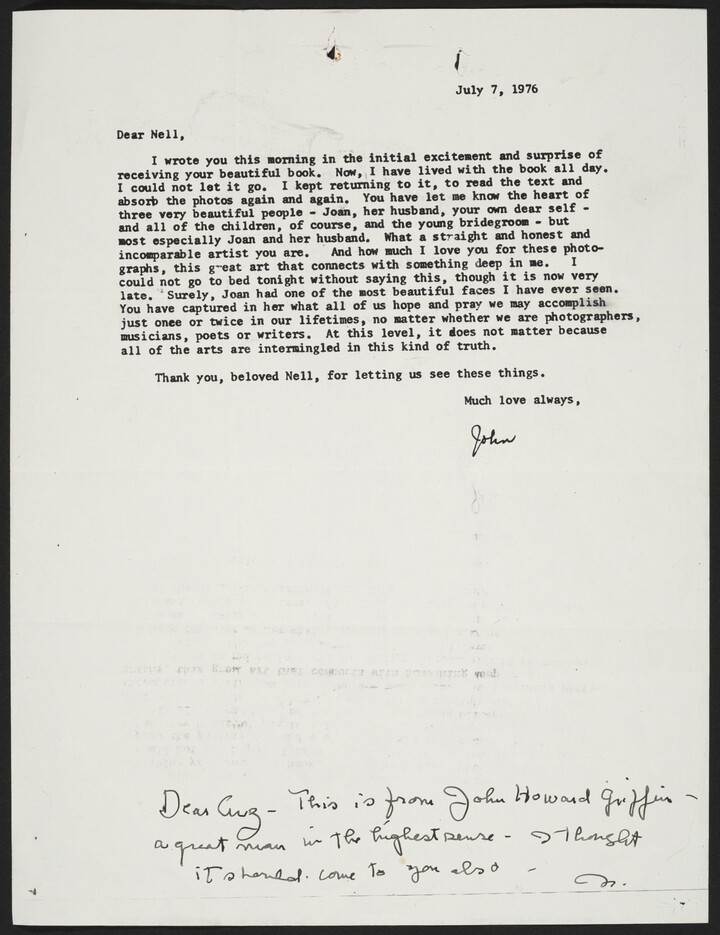 July 7, 1976
Dear Nell,
I wrote you this morning in the initial excitement and surprise of
receiving your beautiful book. Now, I have lived with the book all day.
I could not let it go. I kept returning to it, to read the text and
absorb the photos again and again. You have let me know the heart of
three very beautiful people - Joan, her husband, your own dear self -
and all of the children, of course, and the young bridegroom - but
most especially Joan and her husband. What a straight and honest and
incomparable artist you are. And how much I love you for these photo-
graphs, this great art that connects with something deep in me. I
could not go to bed tonight without saying this, though it is now very
late. Surely, Joan had one of the most beautiful faces I have ever seen.
You have captured in her what all of us hope and pray we may accomplish
just once or twice in our lifetimes, no matter whether we are photographers,
musicians, poets or writers. At this level, it does not matter because
all of the arts are intermingled in this kind of truth.
Thank you, beloved Nell, for letting us see these things.
Much love always,
John
Dear Cuz - This is from John Howard Griffin -
a great man in the highest sense - I thought
it should come to you also -